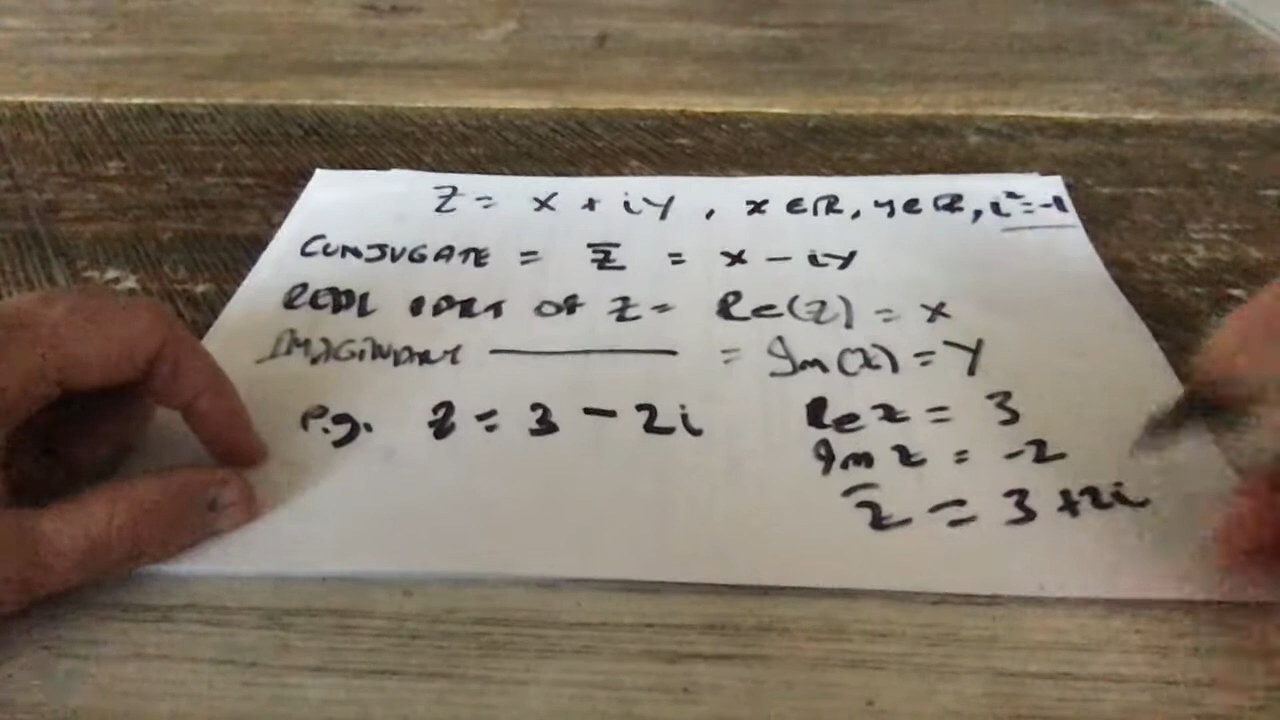 Z = x + iy, x ∈ ℝ, y ∈ ℝ, i² = -1
CONJUGATE = z̄ = x - iy
REAL PART OF Z = Re(Z) = x
IMAGINARY ——— = Im(z) = y
e.g. z = 3 - 2i
Re z = 3
Im z = -2
z̄ = 3 + 2i